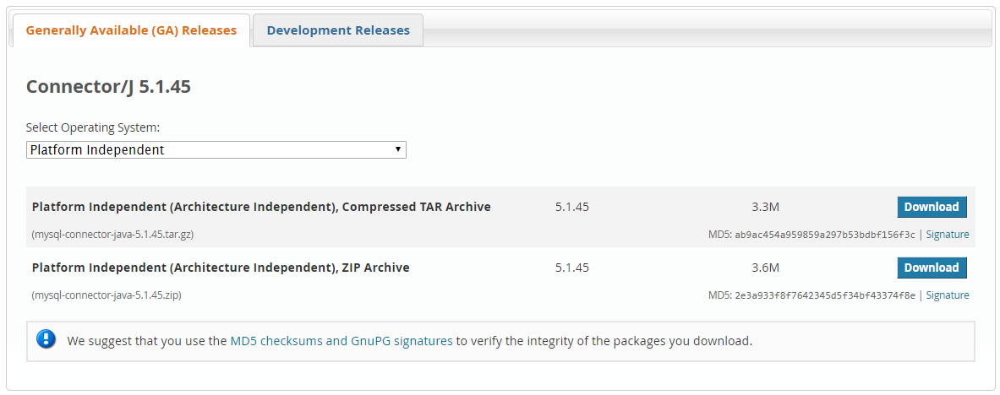 Generally Available (GA) Releases Development Releases
Connector/J 5.1.45
Select Operating System:
Platform Independent
Platform Independent (Architecture Independent), Compressed TAR Archive 5.1.45 3.3M Download
(mysql-connector-java-5.1.45.tar.gz) MD5: ab9ac454a959859a297b53bdbf156f3c | Signature
Platform Independent (Architecture Independent), ZIP Archive 5.1.45 3.6M Download
(mysql-connector-java-5.1.45.zip) MD5: 2e3a933f8f7642345d5f34bf43374f8e | Signature
We suggest that you use the MD5 checksums and GnuPG signatures to verify the integrity of the packages you download.